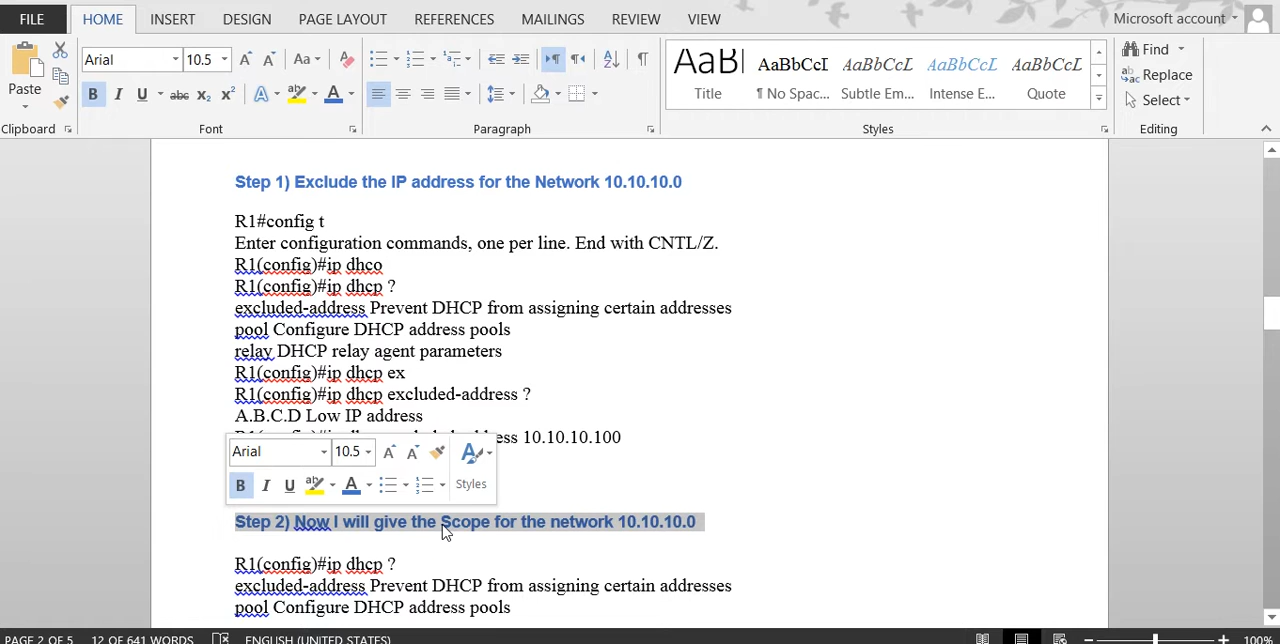 FILE HOME INSERT DESIGN PAGE LAYOUT REFERENCES MAILINGS REVIEW VIEW Microsoft account
Paste
Clipboard
Arial 10.5
Aa
B I U abc X₂ X² A ab A
Font
Paragraph
AaB AaBbCcI AaBbCcL AaBbCcL AaBbCcL
Title ¶ No Spac... Subtle Em... Intense E... Quote
Styles
Find
Replace
Select
Editing
Step 1) Exclude the IP address for the Network 10.10.10.0
R1#config t
Enter configuration commands, one per line. End with CNTL/Z.
R1(config)#ip dhco
R1(config)#ip dhcp ?
excluded-address Prevent DHCP from assigning certain addresses
pool Configure DHCP address pools
relay DHCP relay agent parameters
R1(config)#ip dhcp ex
R1(config)#ip dhcp excluded-address ?
A.B.C.D Low IP address
ess 10.10.10.100
Arial 10.5
B I U ab A Styles
Step 2) Now I will give the Scope for the network 10.10.10.0
R1(config)#ip dhcp ?
excluded-address Prevent DHCP from assigning certain addresses
pool Configure DHCP address pools
PAGE 2 OF 5 12 OF 641 WORDS ENGLISH (UNITED STATES) 100%